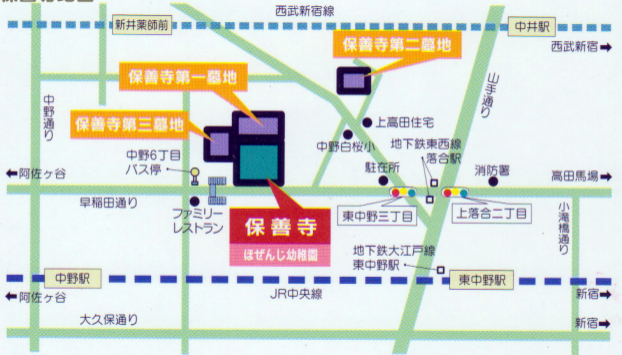 西武新宿線
新井薬師前
中井駅
西武新宿→
保善寺第二墓地
保善寺第一墓地
山手通り
中野通り
保善寺第三墓地
上高田住宅
中野白桜小
地下鉄東西線
落合駅
中野6丁目
バス停
駐在所
消防署
←阿佐ヶ谷
高田馬場→
早稲田通り
ファミリー
レストラン
保善寺
ほぜんじ幼稚園
東中野三丁目
上落合二丁目
小滝橋通り
地下鉄大江戸線
東中野駅
中野駅
東中野駅
←阿佐ヶ谷
JR中央線
新宿→
大久保通り
新宿→